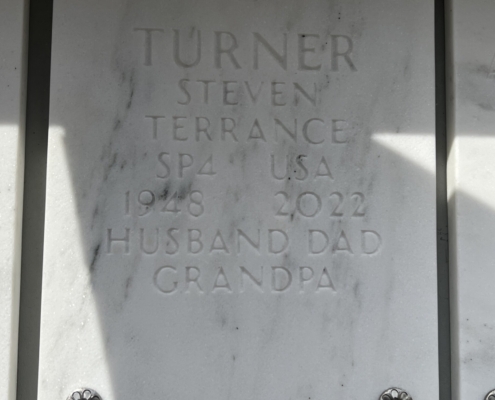 TURNER
STEVEN
TERRANCE
SP4 USA
1948 2022
HUSBAND DAD
GRANDPA